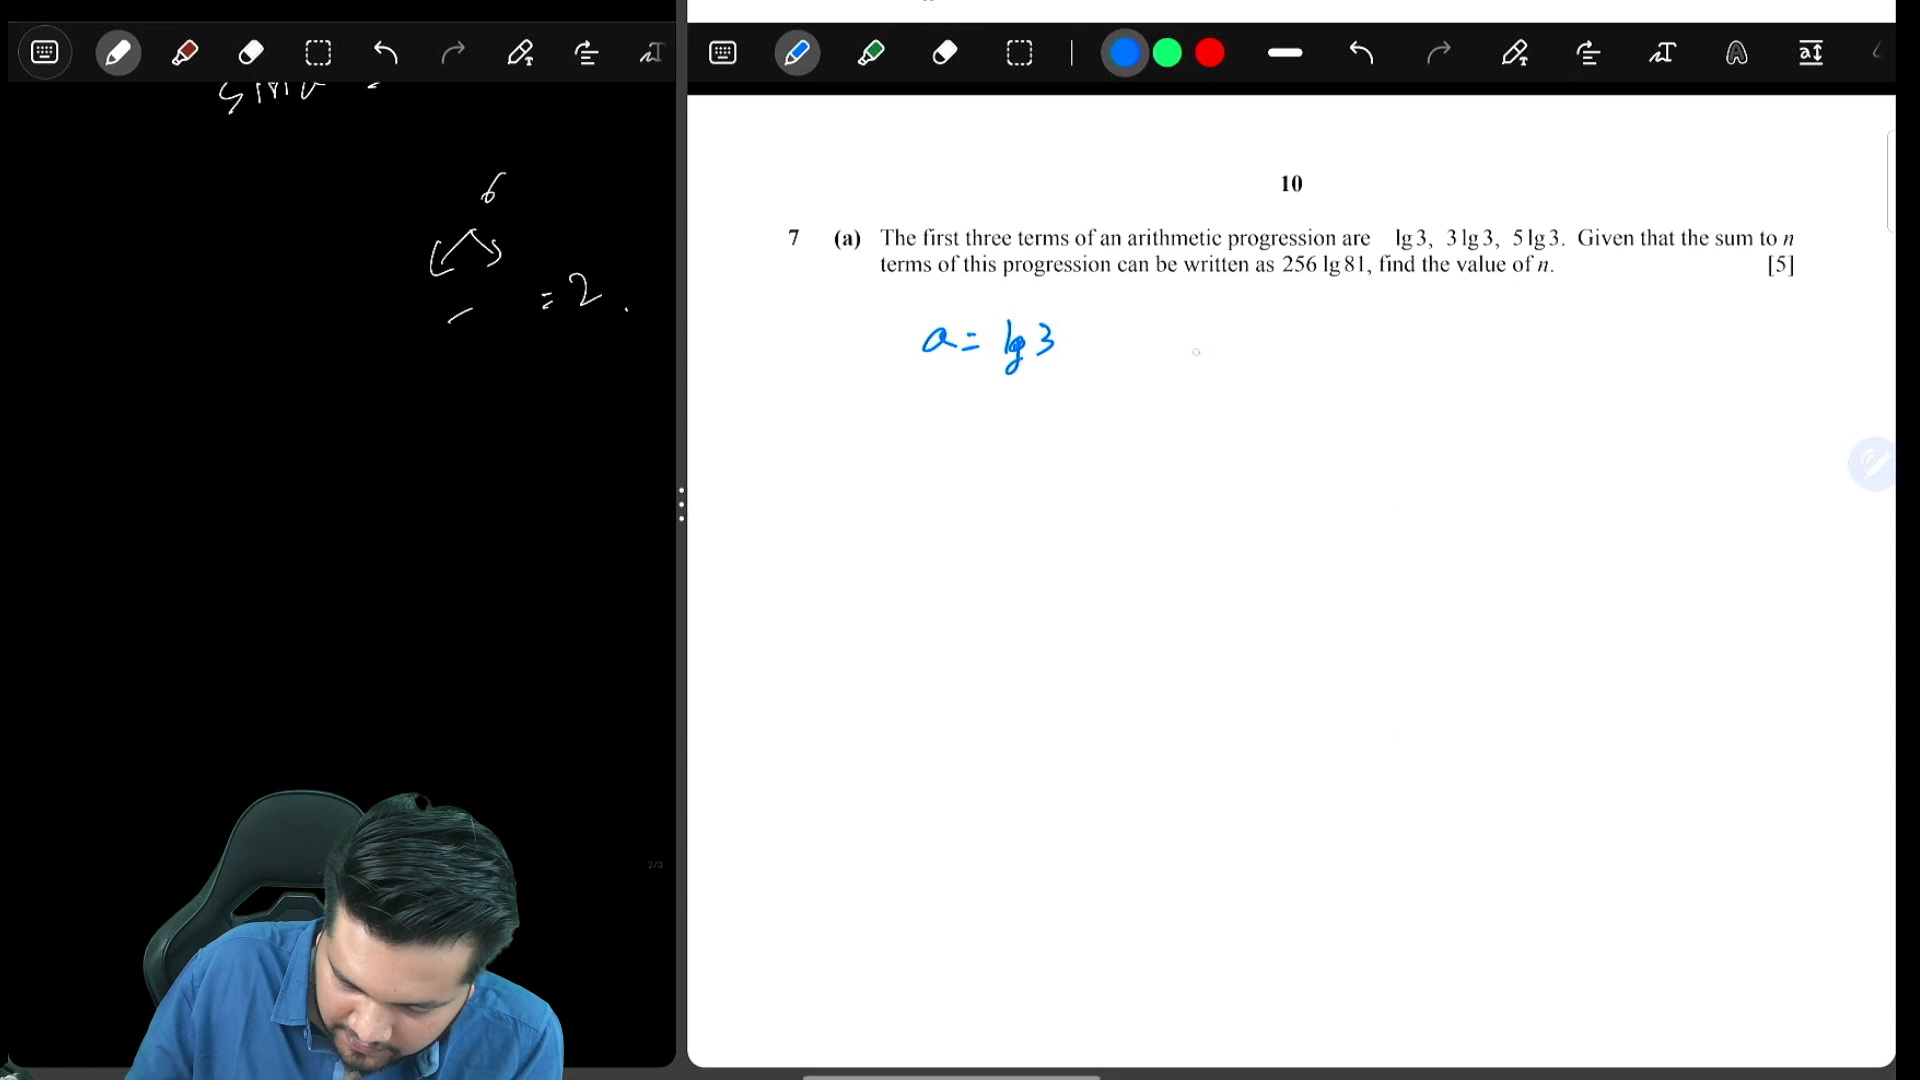 6
= 2 .
2/3
10
7 (a) The first three terms of an arithmetic progression are lg 3, 3 lg 3, 5 lg 3. Given that the sum to n
terms of this progression can be written as 256 lg 81, find the value of n. [5]
a = lg 3